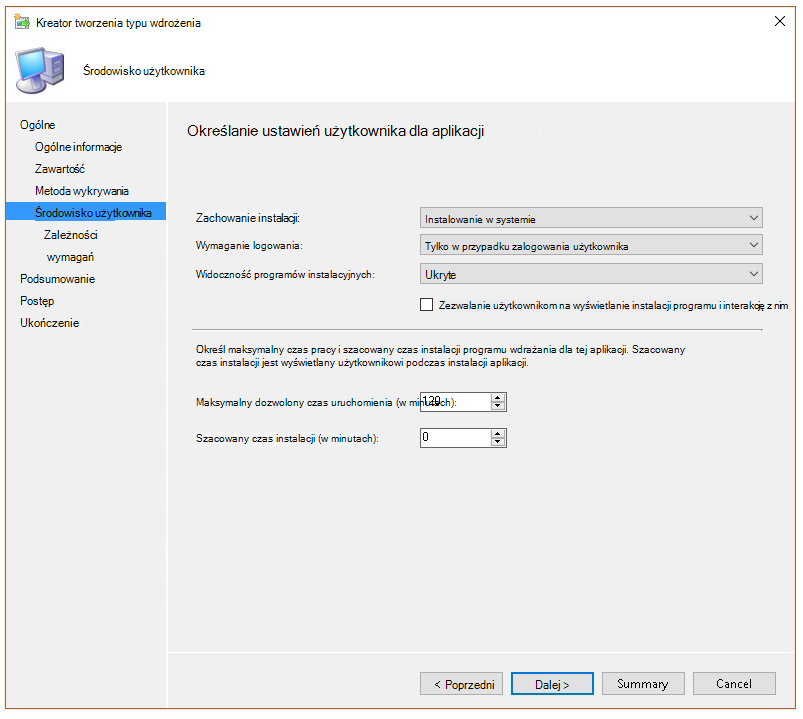 Kreator tworzenia typu wdrożenia
Środowisko użytkownika
Ogólne
Ogólne informacje
Zawartość
Metoda wykrywania
Środowisko użytkownika
Zależności
wymagań
Podsumowanie
Postęp
Ukończenie
Określanie ustawień użytkownika dla aplikacji
Zachowanie instalacji: Instalowanie w systemie
Wymaganie logowania: Tylko w przypadku zalogowania użytkownika
Widoczność programów instalacyjnych: Ukryte
Zezwalanie użytkownikom na wyświetlanie instalacji programu i interakcję z nim
Określ maksymalny czas pracy i szacowany czas instalacji programu wdrażania dla tej aplikacji. Szacowany
czas instalacji jest wyświetlany użytkownikowi podczas instalacji aplikacji.
Maksymalny dozwolony czas uruchomienia (w minutach): 120
Szacowany czas instalacji (w minutach): 0
< Poprzedni Dalej > Summary Cancel